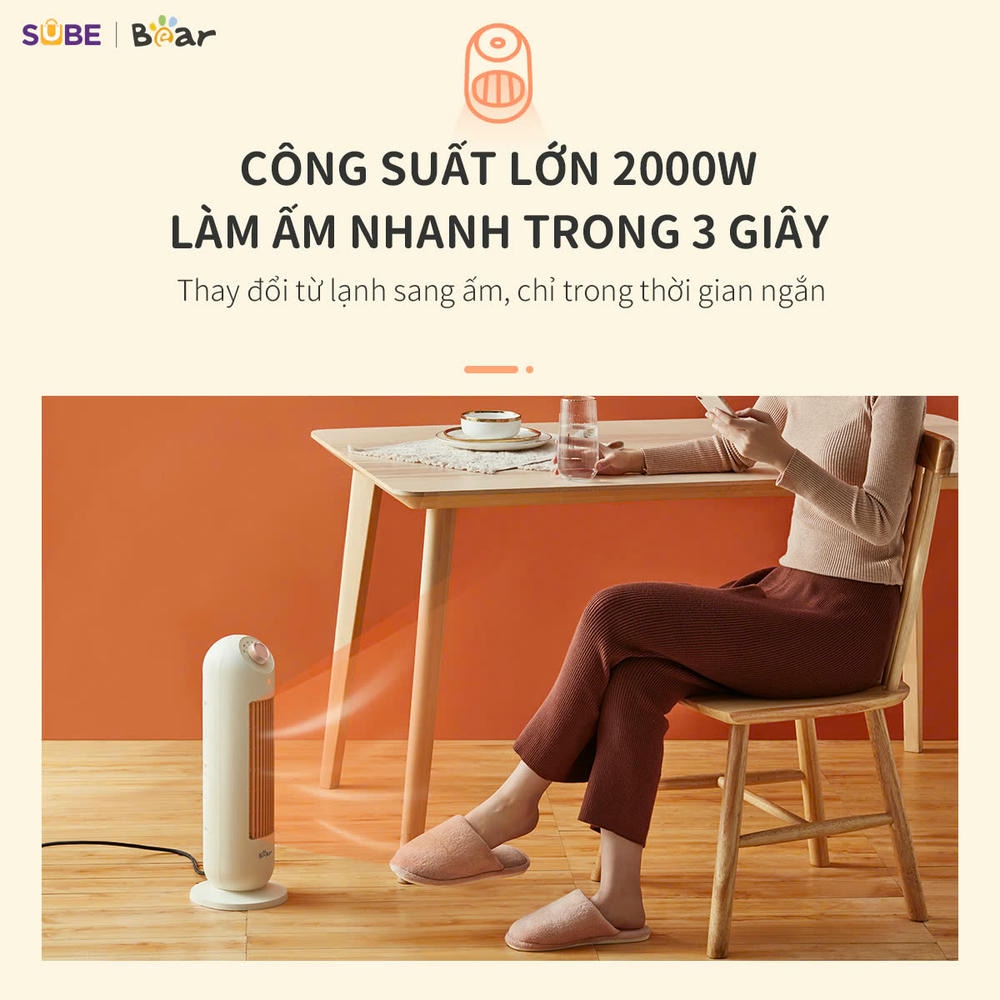 SUBE | Bear
CÔNG SUẤT LỚN 2000W
LÀM ẤM NHANH TRONG 3 GIÂY
Thay đổi từ lạnh sang ấm, chỉ trong thời gian ngắn
Bear